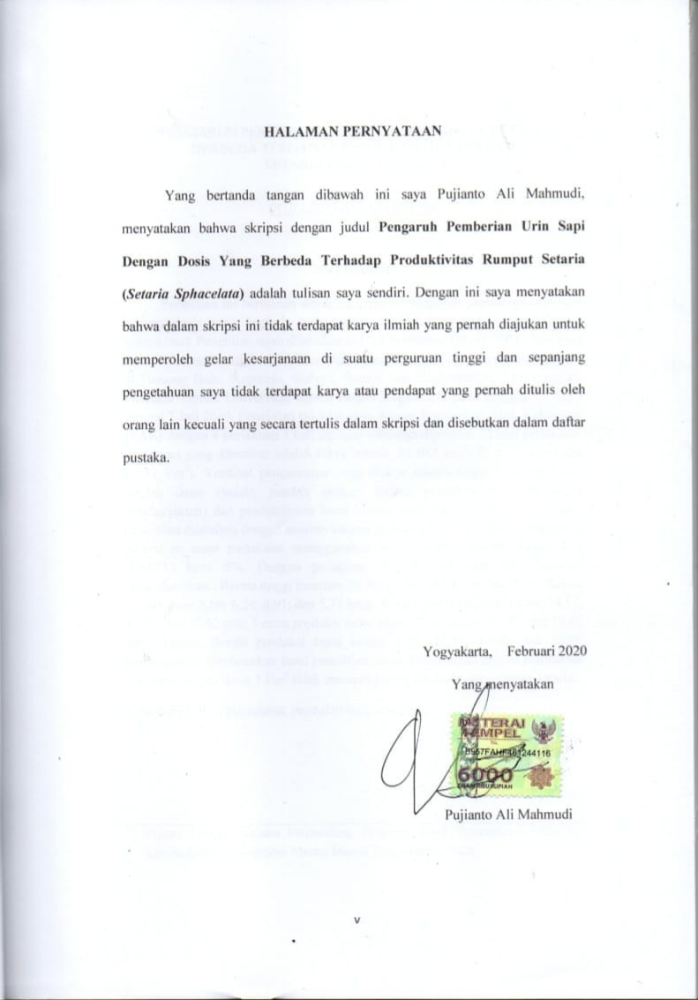 HALAMAN PERNYATAAN
Yang bertanda tangan dibawah ini saya Pujianto Ali Mahmudi,
menyatakan bahwa skripsi dengan judul Pengaruh Pemberian Urin Sapi
Dengan Dosis Yang Berbeda Terhadap Produktivitas Rumput Setaria
(Setaria Sphacelata) adalah tulisan saya sendiri. Dengan ini saya menyatakan
bahwa dalam skripsi ini tidak terdapat karya ilmiah yang pernah diajukan untuk
memperoleh gelar kesarjanaan di suatu perguruan tinggi dan sepanjang
pengetahuan saya tidak terdapat karya atau pendapat yang pernah ditulis oleh
orang lain kecuali yang secara tertulis dalam skripsi dan disebutkan dalam daftar
pustaka.
Yogyakarta, Februari 2020
Yang menyatakan
METERAI
TEMPEL
6000
ENAM RIBU RUPIAH
Pujianto Ali Mahmudi
v